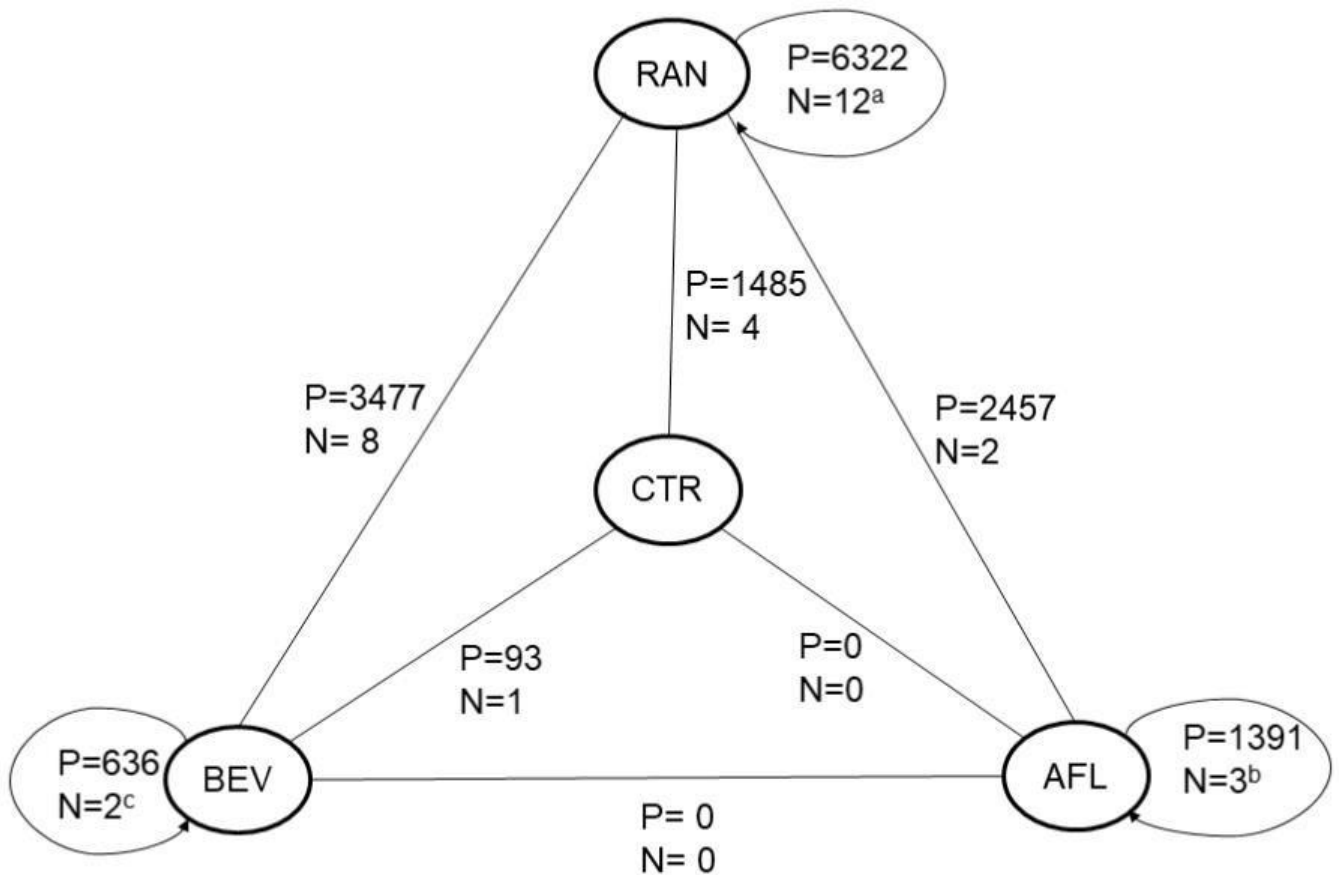 RAN
P=6322
N=12ᵃ
P=1485
N= 4
P=3477
N= 8
P=2457
N=2
CTR
P=93
N=1
P=0
N=0
P=636
N=2ᶜ
BEV
AFL
P=1391
N=3ᵇ
P= 0
N= 0